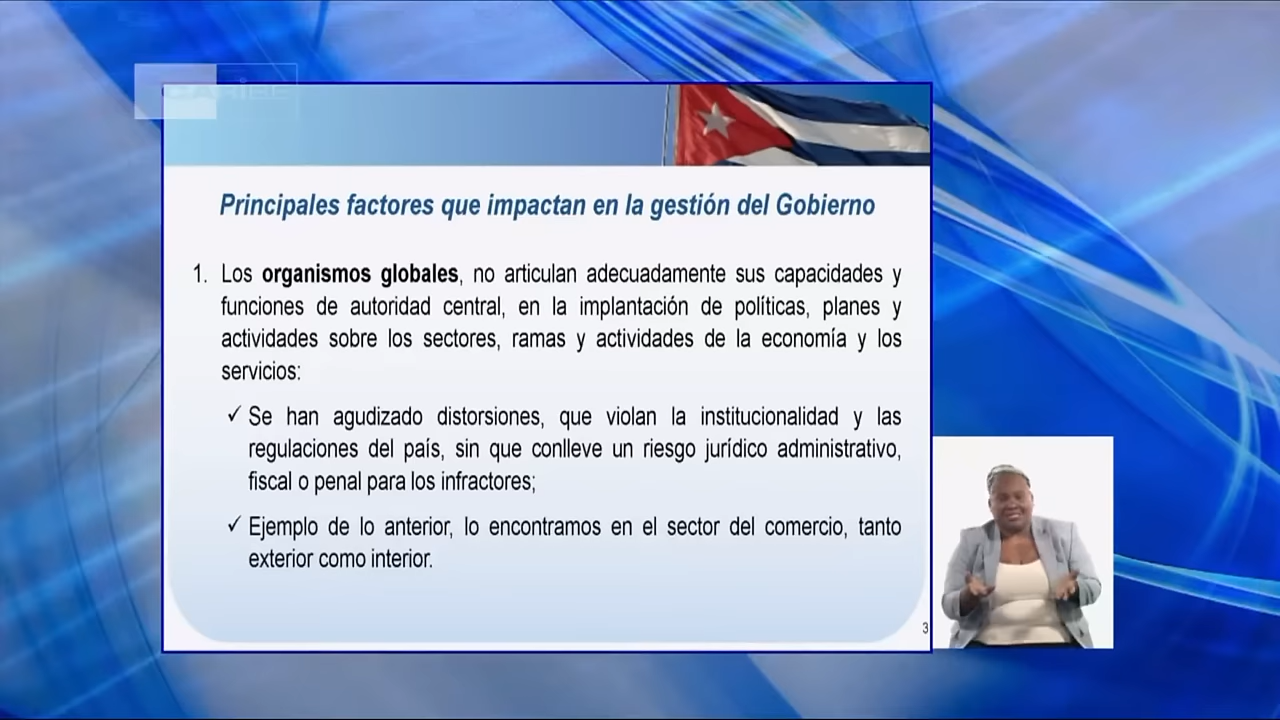 CARIBE
Principales factores que impactan en la gestión del Gobierno
1. Los organismos globales, no articulan adecuadamente sus capacidades y
funciones de autoridad central, en la implantación de políticas, planes y
actividades sobre los sectores, ramas y actividades de la economía y los
servicios:
✓ Se han agudizado distorsiones, que violan la institucionalidad y las
regulaciones del país, sin que conlleve un riesgo jurídico administrativo,
fiscal o penal para los infractores;
✓ Ejemplo de lo anterior, lo encontramos en el sector del comercio, tanto
exterior como interior.
3